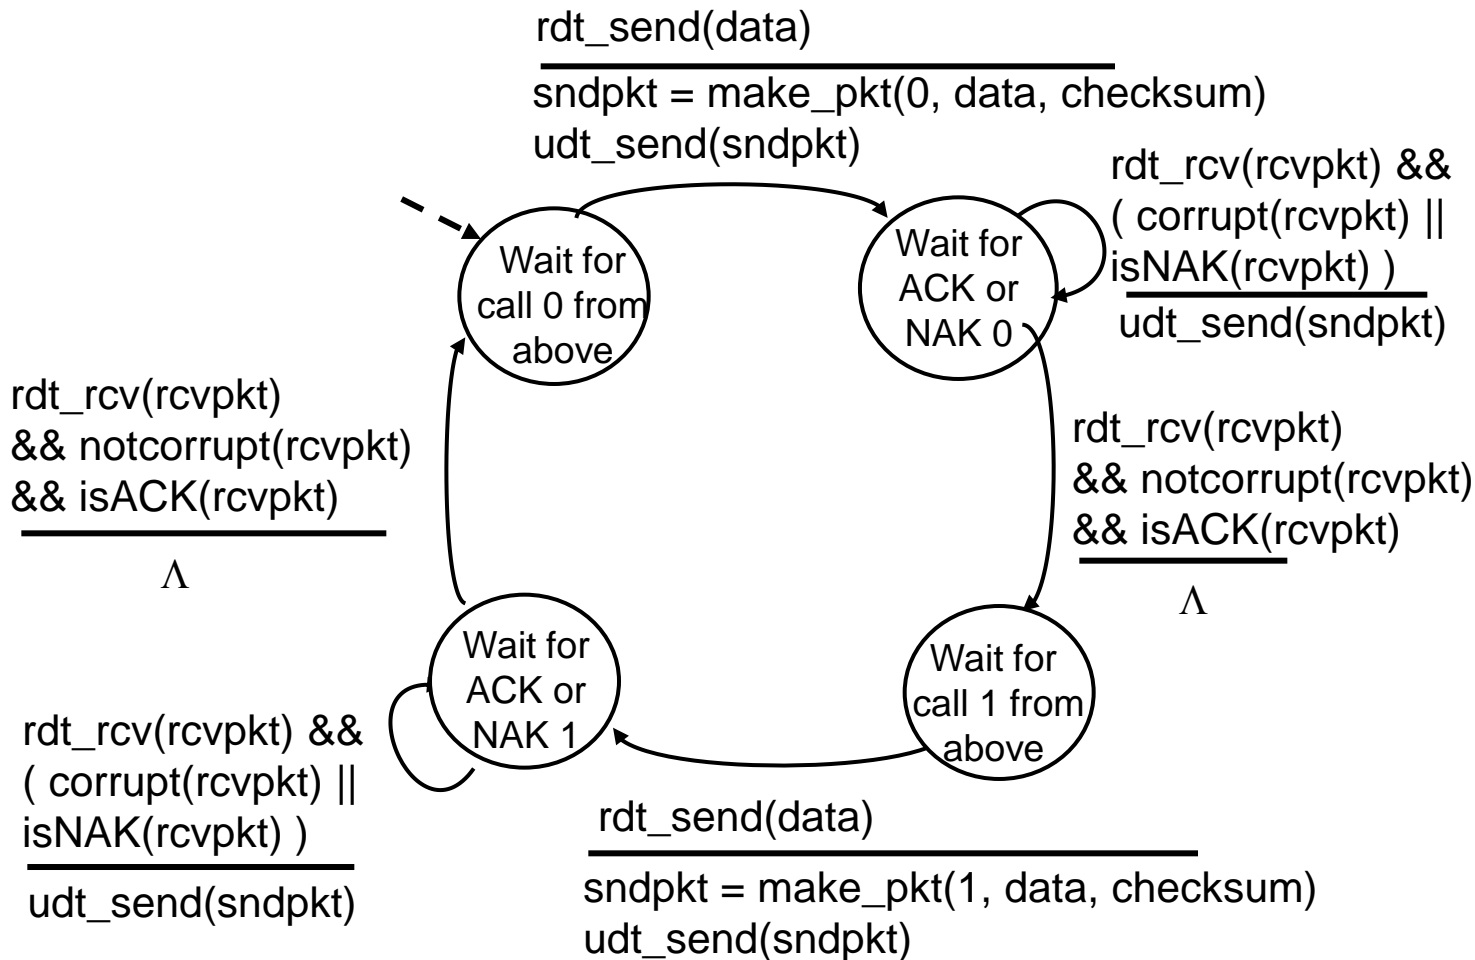 rdt_send(data)
sndpkt = make_pkt(0, data, checksum)
udt_send(sndpkt)
rdt_rcv(rcvpkt) &&
( corrupt(rcvpkt) ||
isNAK(rcvpkt) )
udt_send(sndpkt)
Wait for
call 0 from
above
Wait for
ACK or
NAK 0
rdt_rcv(rcvpkt)
&& notcorrupt(rcvpkt)
&& isACK(rcvpkt)
Λ
rdt_rcv(rcvpkt)
&& notcorrupt(rcvpkt)
&& isACK(rcvpkt)
Λ
Wait for
ACK or
NAK 1
Wait for
call 1 from
above
rdt_rcv(rcvpkt) &&
( corrupt(rcvpkt) ||
isNAK(rcvpkt) )
udt_send(sndpkt)
rdt_send(data)
sndpkt = make_pkt(1, data, checksum)
udt_send(sndpkt)